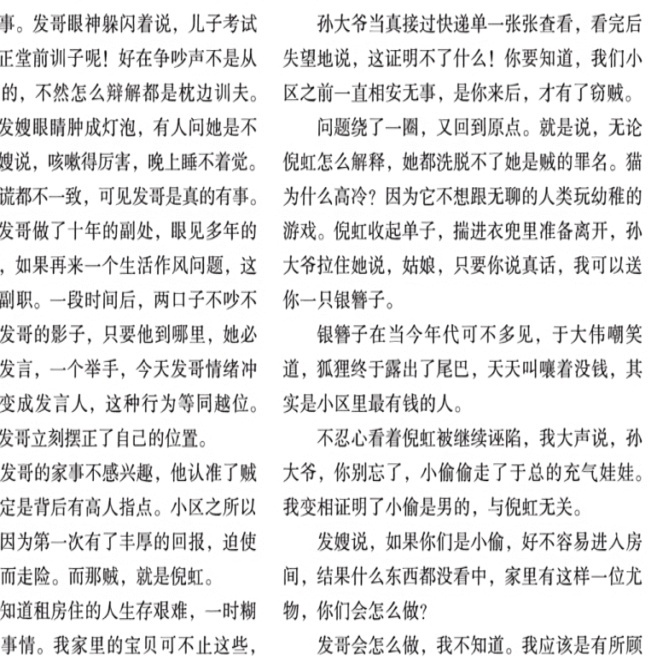 事。发哥眼神躲闪着说，儿子考试
正堂前训子呢！好在争吵声不是从
的，不然怎么辩解都是枕边训夫。
发嫂眼睛肿成灯泡，有人问她是不
嫂说，咳嗽得厉害，晚上睡不着觉。
谎都不一致，可见发哥是真的有事。
发哥做了十年的副处，眼见多年的
，如果再来一个生活作风问题，这
副职。一段时间后，两口子不吵不
发哥的影子，只要他到哪里，她必
发言，一个举手，今天发哥情绪冲
变成发言人，这种行为等同越位。
发哥立刻摆正了自己的位置。
发哥的家事不感兴趣，他认准了贼
定是背后有高人指点。小区之所以
因为第一次有了丰厚的回报，迫使
而走险。而那贼，就是倪虹。
知道租房住的人生存艰难，一时糊
事情。我家里的宝贝可不止这些，
孙大爷当真接过快递单一张张查看，看完后
失望地说，这证明不了什么！你要知道，我们小
区之前一直相安无事，是你来后，才有了窃贼。
问题绕了一圈，又回到原点。就是说，无论
倪虹怎么解释，她都洗脱不了她是贼的罪名。猫
为什么高冷？因为它不想跟无聊的人类玩幼稚的
游戏。倪虹收起单子，揣进衣兜里准备离开，孙
大爷拉住她说，姑娘，只要你说真话，我可以送
你一只银簪子。
银簪子在当今年代可不多见，于大伟嘲笑
道，狐狸终于露出了尾巴，天天叫嚷着没钱，其
实是小区里最有钱的人。
不忍心看着倪虹被继续诬陷，我大声说，孙
大爷，你别忘了，小偷偷走了于总的充气娃娃。
我变相证明了小偷是男的，与倪虹无关。
发嫂说，如果你们是小偷，好不容易进入房
间，结果什么东西都没看中，家里有这样一位尤
物，你们会怎么做？
发哥会怎么做，我不知道。我应该是有所顾